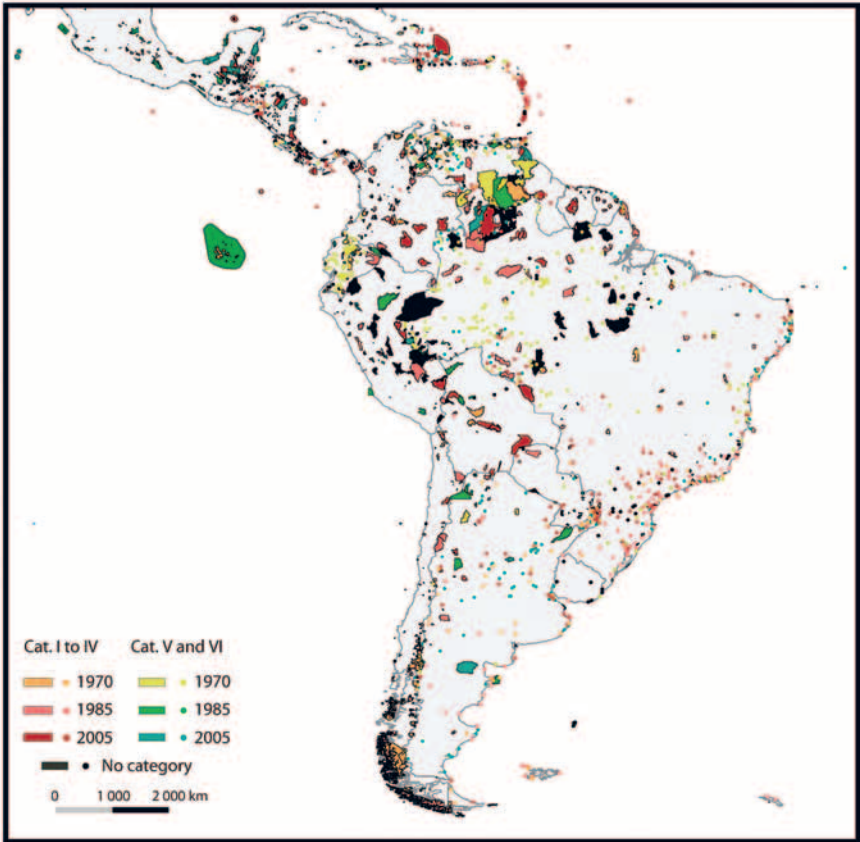 Cat. I to IV Cat. V and VI
1970 1970
1985 1985
2005 2005
No category
0 1 000 2 000 km